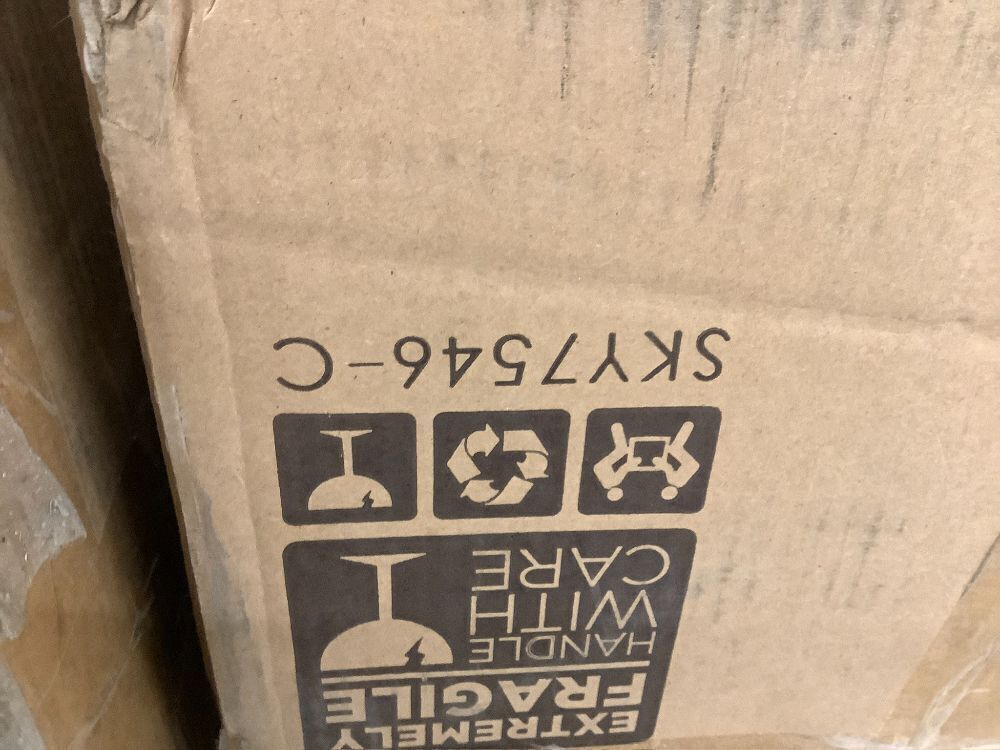 EXTREMELY
FRAGILE
HANDLE
WITH
CARE
SKY7546-C